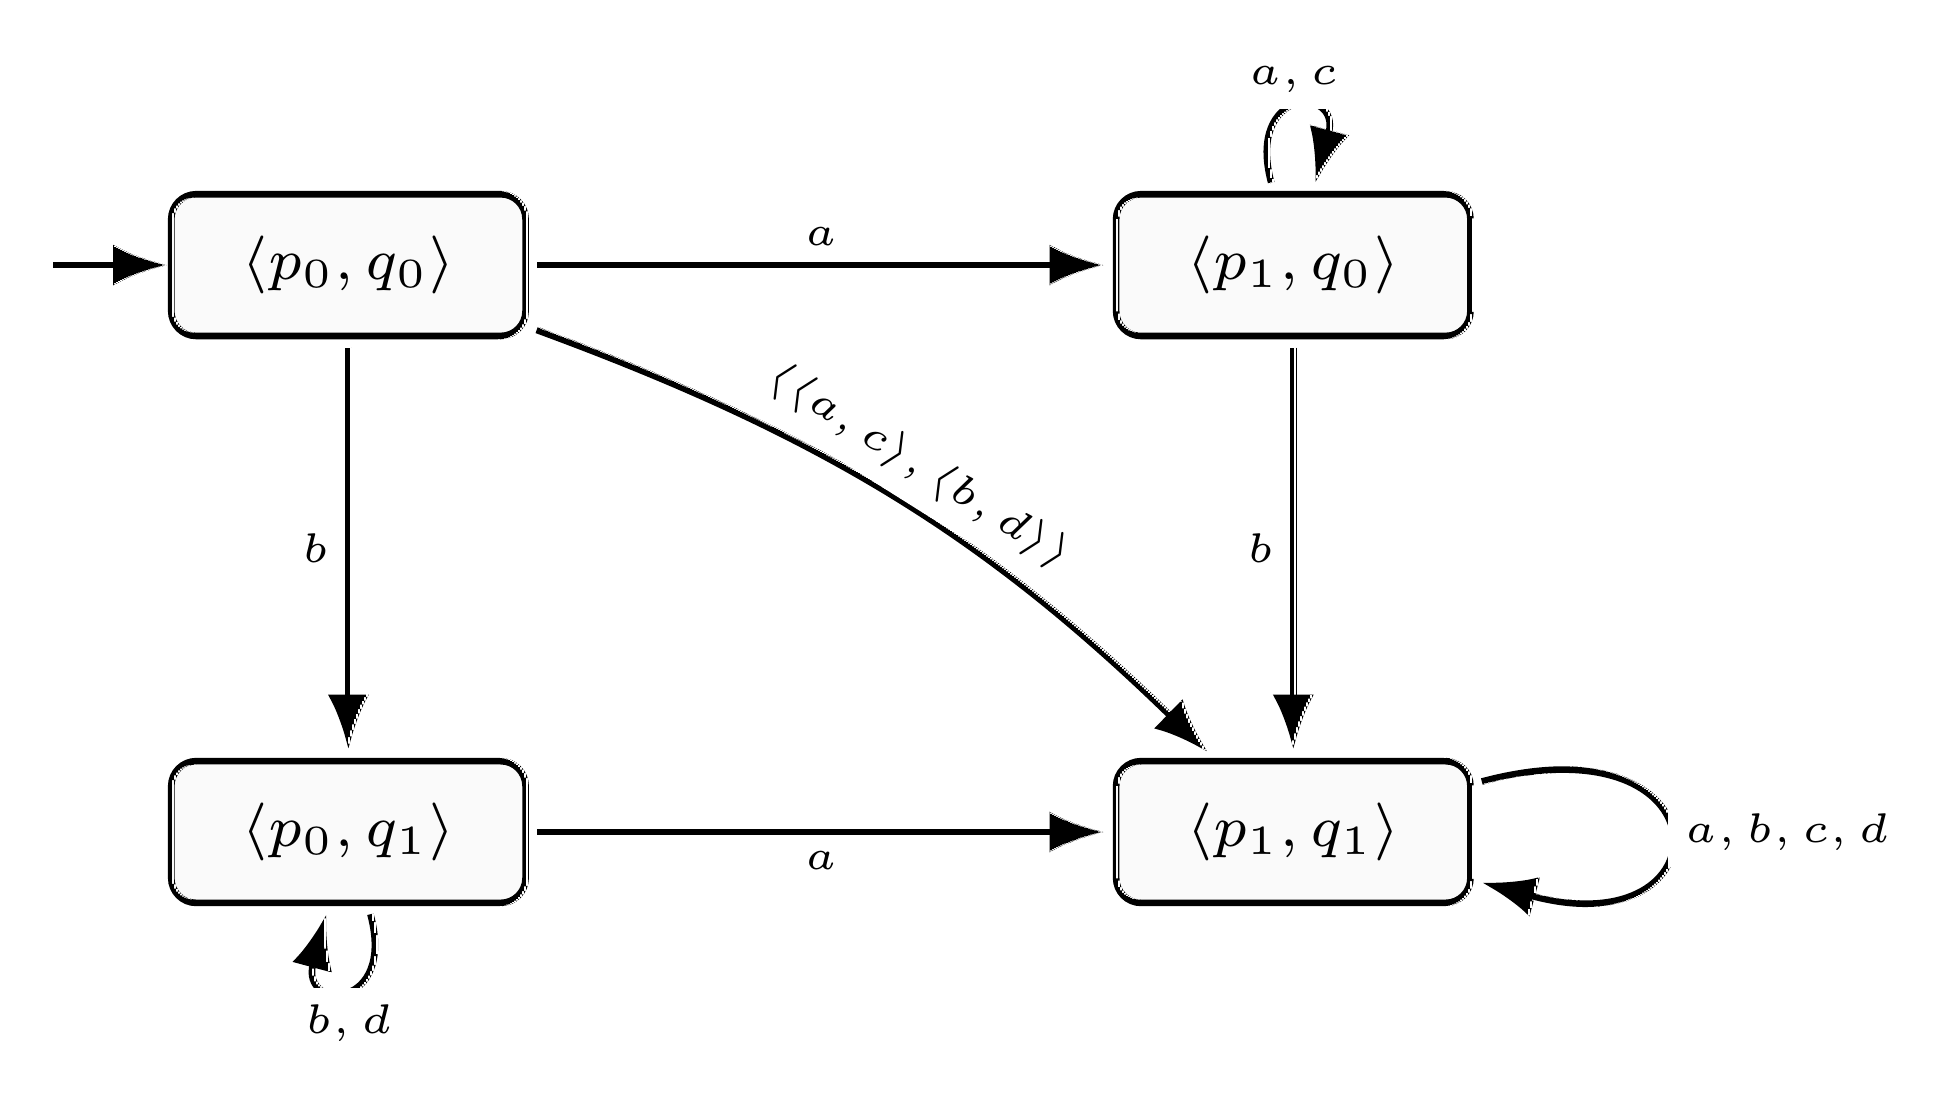 a, c
a
⟨p₀, q₀⟩
⟨p₁, q₀⟩
⟨⟨a, c⟩, ⟨b, d⟩⟩
b
b
⟨p₀, q₁⟩
⟨p₁, q₁⟩
a, b, c, d
a
b, d